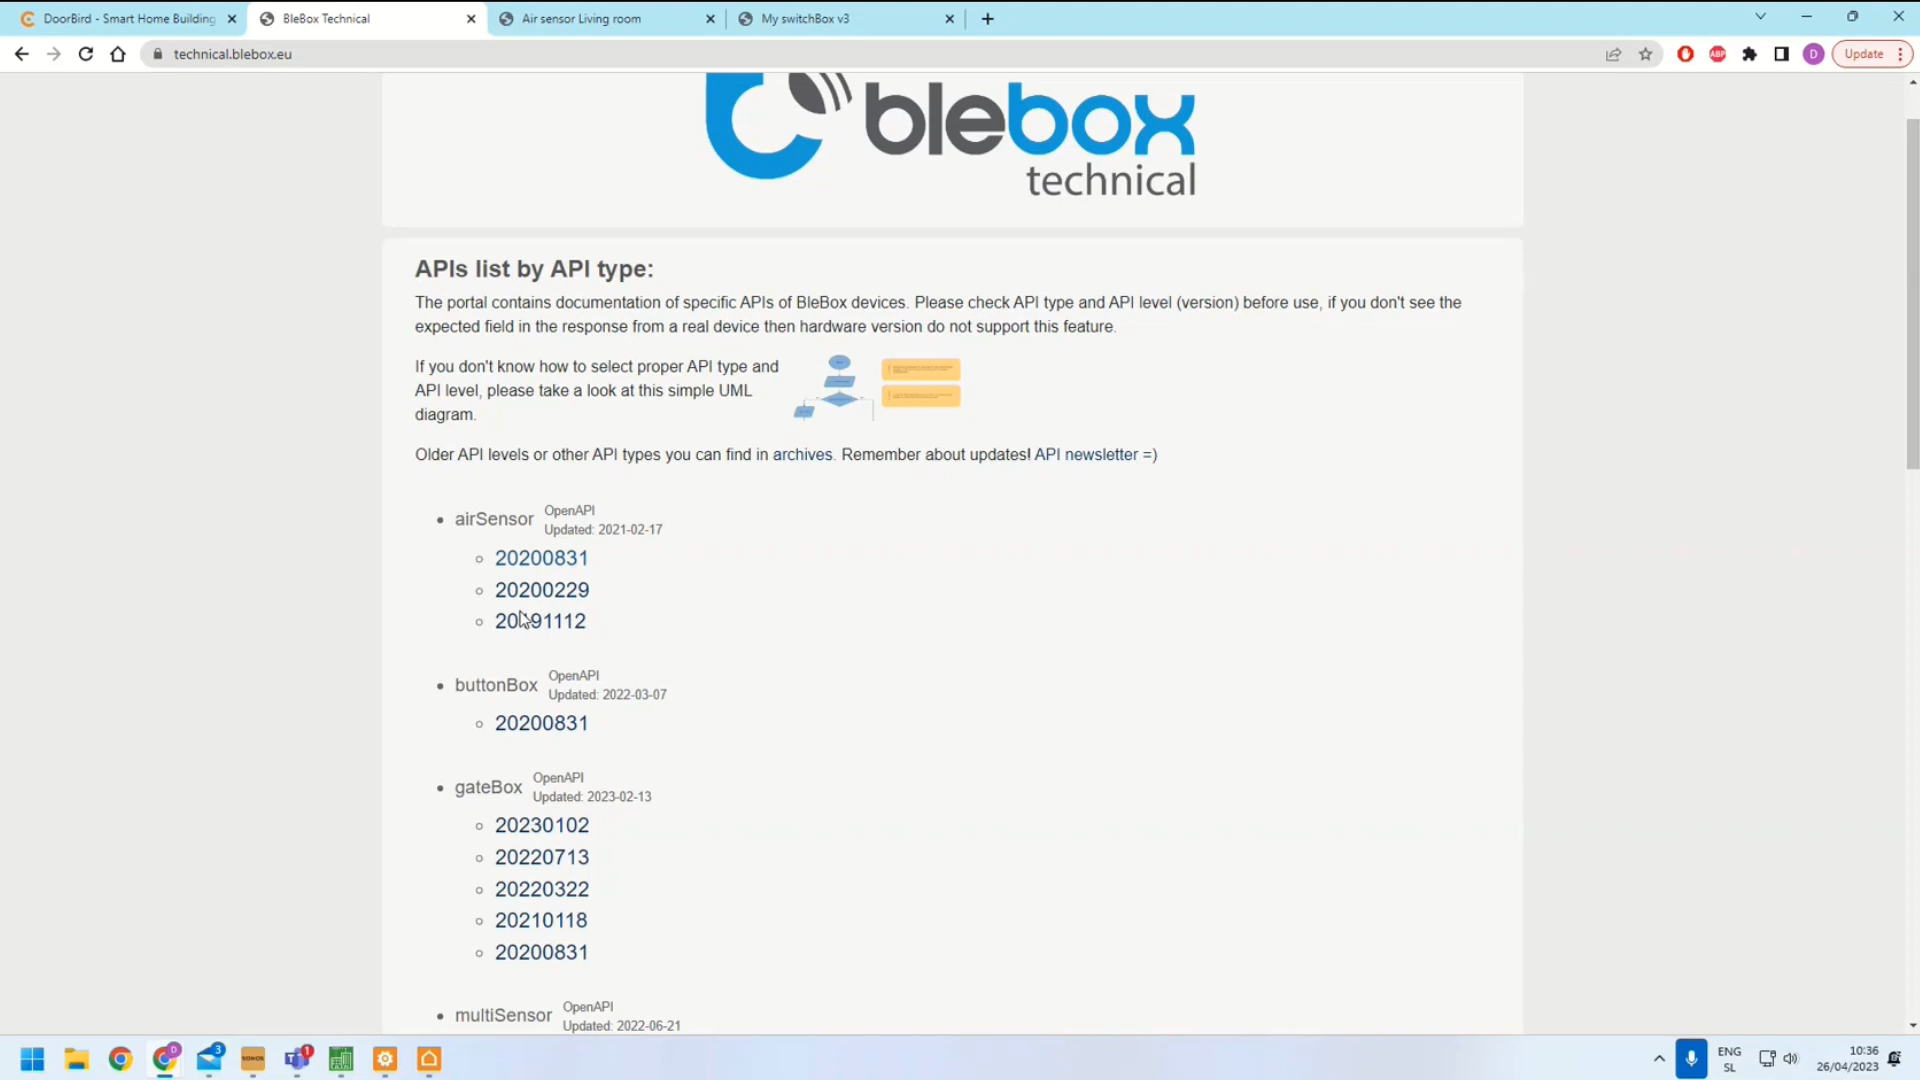 DoorBird - Smart Home Building
BleBox Technical
Air sensor Living room
My switchBox v3
technical.blebox.eu
ABP
D
Update
blebox
technical
APIs list by API type:
The portal contains documentation of specific APIs of BleBox devices. Please check API type and API level (version) before use, if you don't see the
expected field in the response from a real device then hardware version do not support this feature.
If you don't know how to select proper API type and
API level, please take a look at this simple UML
diagram.
Older API levels or other API types you can find in archives. Remember about updates! API newsletter =)
airSensor OpenAPI
Updated: 2021-02-17
20200831
20200229
20191112
buttonBox OpenAPI
Updated: 2022-03-07
20200831
gateBox OpenAPI
Updated: 2023-02-13
20230102
20220713
20220322
20210118
20200831
multiSensor OpenAPI
Updated: 2022-06-21
D
3
SONOS
1
ENG
SL
10:36
26/04/2023